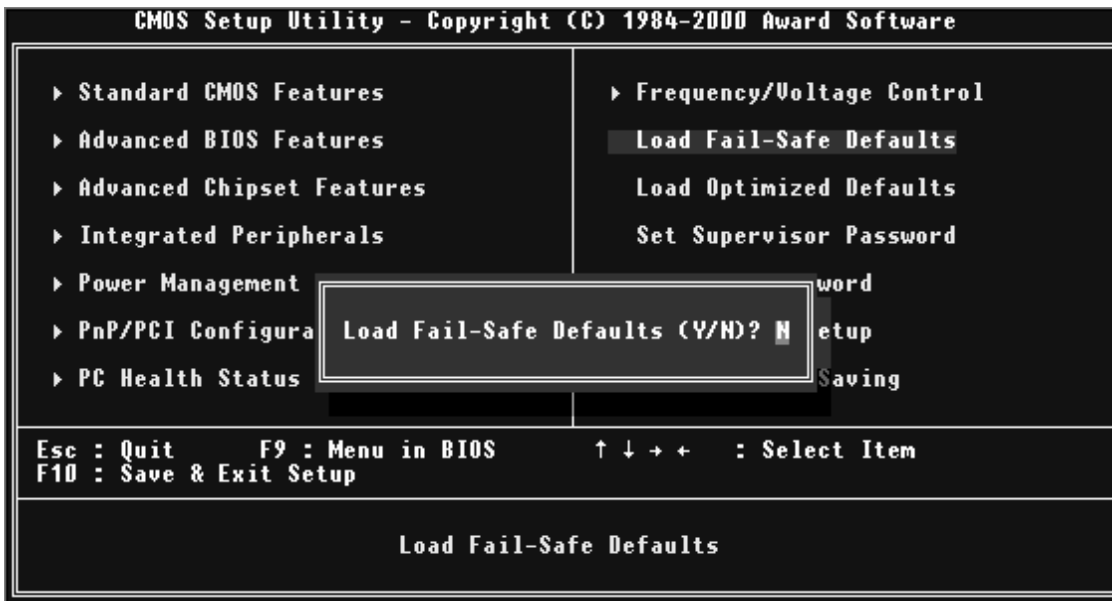 CMOS Setup Utility - Copyright (C) 1984-2000 Award Software
▸ Standard CMOS Features
▸ Advanced BIOS Features
▸ Advanced Chipset Features
▸ Integrated Peripherals
▸ Power Management
▸ PnP/PCI Configura
▸ PC Health Status
▸ Frequency/Voltage Control
Load Fail-Safe Defaults
Load Optimized Defaults
Set Supervisor Password
word
etup
Saving
Load Fail-Safe Defaults (Y/N)? N
Esc : Quit F9 : Menu in BIOS ↑ ↓ → ← : Select Item
F10 : Save & Exit Setup
Load Fail-Safe Defaults